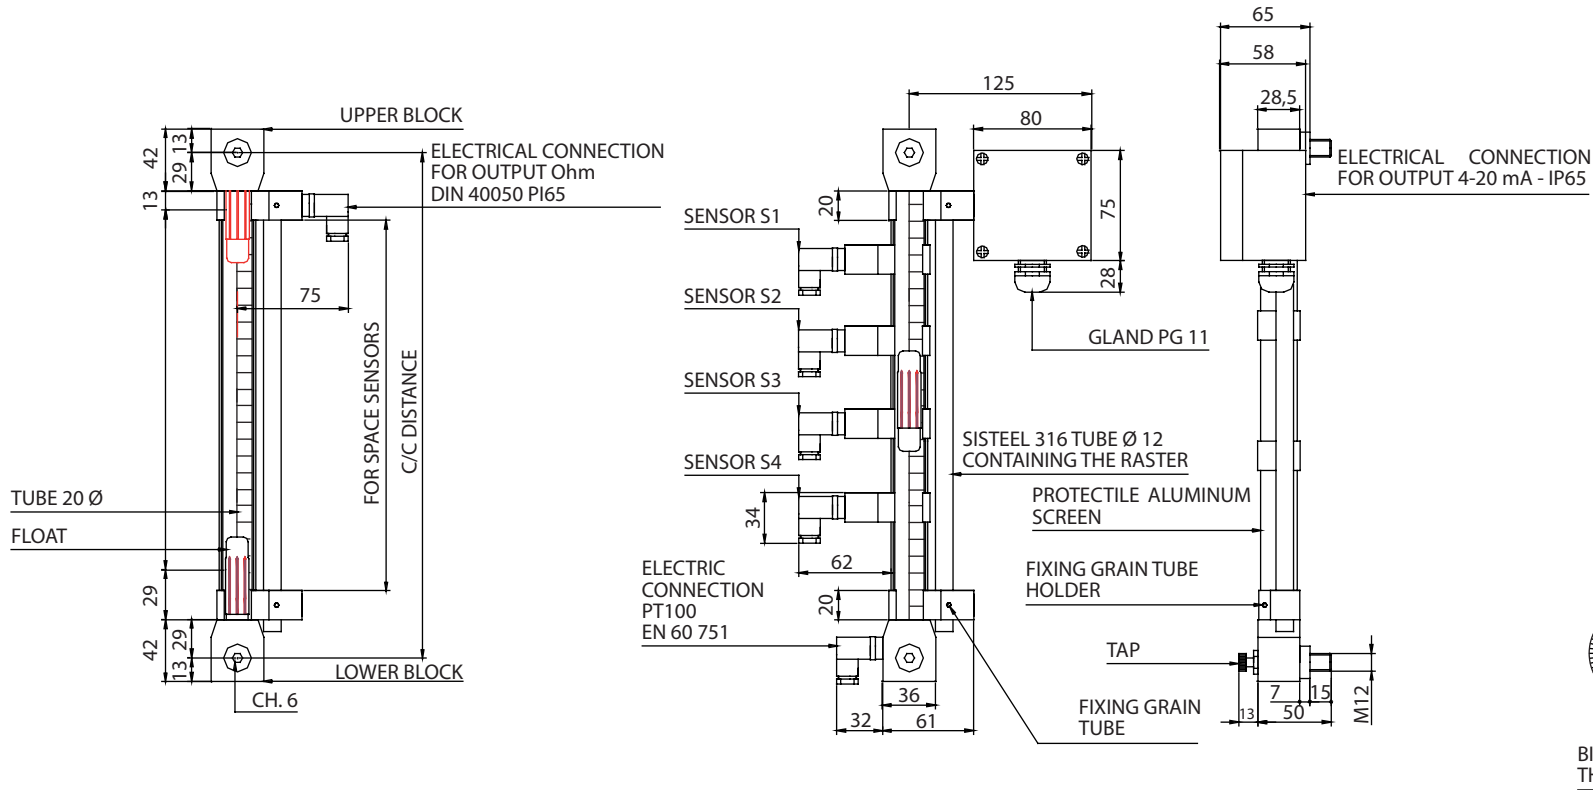 UPPER BLOCK
ELECTRICAL CONNECTION
FOR OUTPUT Ohm
DIN 40050 PI65
42
13
29
13
75
FOR SPACE SENSORS
C/C DISTANCE
TUBE 20 Ø
FLOAT
29
42
29
13
LOWER BLOCK
CH. 6
125
80
20
75
28
SENSOR S1
SENSOR S2
SENSOR S3
SENSOR S4
GLAND PG 11
34
62
SISTEEL 316 TUBE Ø 12
CONTAINING THE RASTER
ELECTRIC
CONNECTION
PT100
EN 60 751
20
36
32
61
FIXING GRAIN
TUBE
65
58
28,5
ELECTRICAL CONNECTION
FOR OUTPUT 4-20 mA - IP65
PROTECTILE ALUMINUM
SCREEN
FIXING GRAIN TUBE
HOLDER
TAP
7
15
13
50
M12
BI
TH